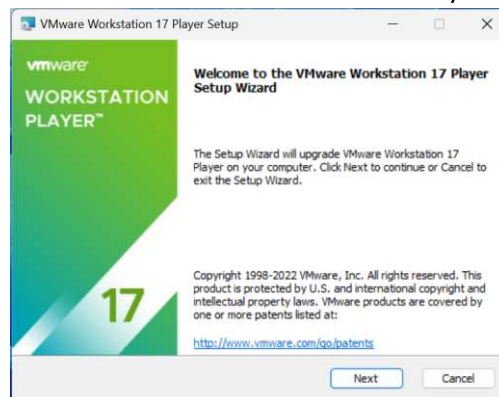 VMware Workstation 17 Player Setup
vmware
WORKSTATION
PLAYER™
17
Welcome to the VMware Workstation 17 Player
Setup Wizard
The Setup Wizard will upgrade VMware Workstation 17
Player on your computer. Click Next to continue or Cancel to
exit the Setup Wizard.
Copyright 1998-2022 VMware, Inc. All rights reserved. This
product is protected by U.S. and international copyright and
intellectual property laws. VMware products are covered by
one or more patents listed at:
http://www.vmware.com/go/patents
Next
Cancel